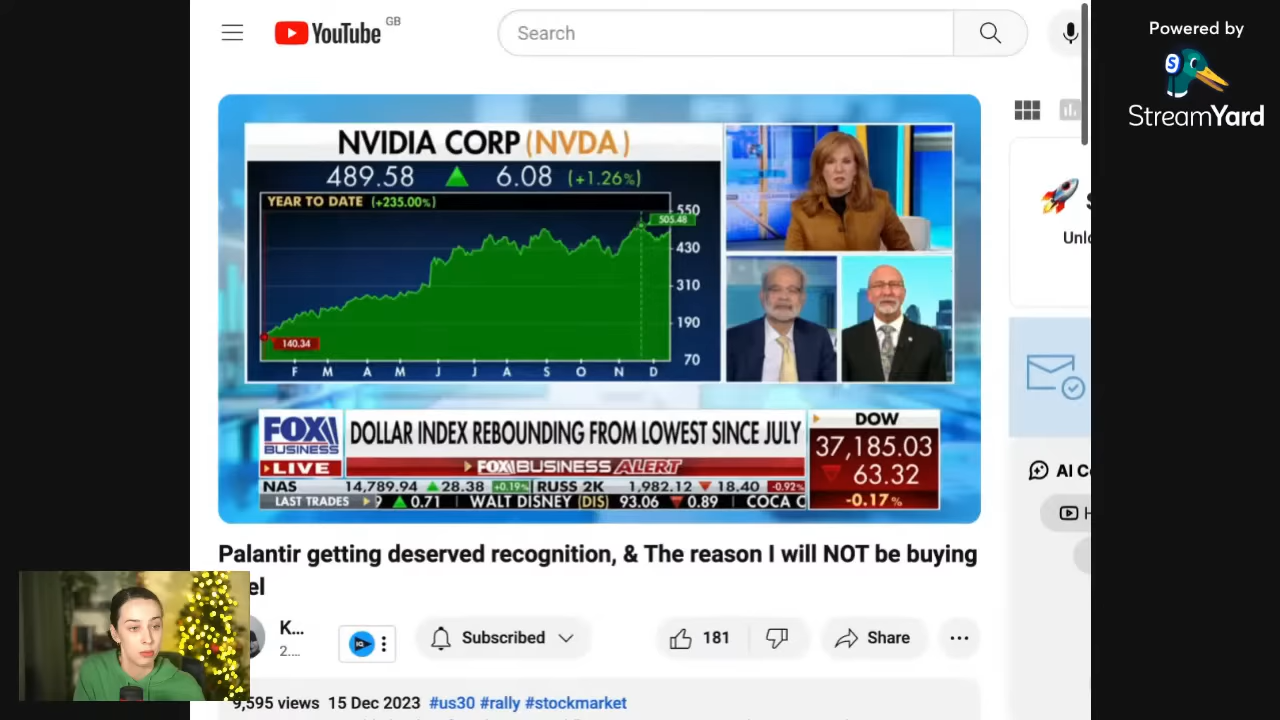 YouTube GB
Search
Powered by
StreamYard
NVIDIA CORP (NVDA)
489.58 6.08 (+1.26%)
YEAR TO DATE (+235.00%)
550
505.48
430
310
190
140.34
70
F M A M J J A S O N D
FOX BUSINESS
LIVE
DOLLAR INDEX REBOUNDING FROM LOWEST SINCE JULY
FOX BUSINESS ALERT
DOW
37,185.03
63.32
-0.17%
NAS 14,789.94 28.38 +0.19% RUSS 2K 1,982.12 18.40 -0.92%
LAST TRADES 0.71 WALT DISNEY (DIS) 93.06 0.89 COCA C
Unlo
AI C
H
Palantir getting deserved recognition, & The reason I will NOT be buying
el
K...
2....
Subscribed
181
Share
9,595 views 15 Dec 2023 #us30 #rally #stockmarket